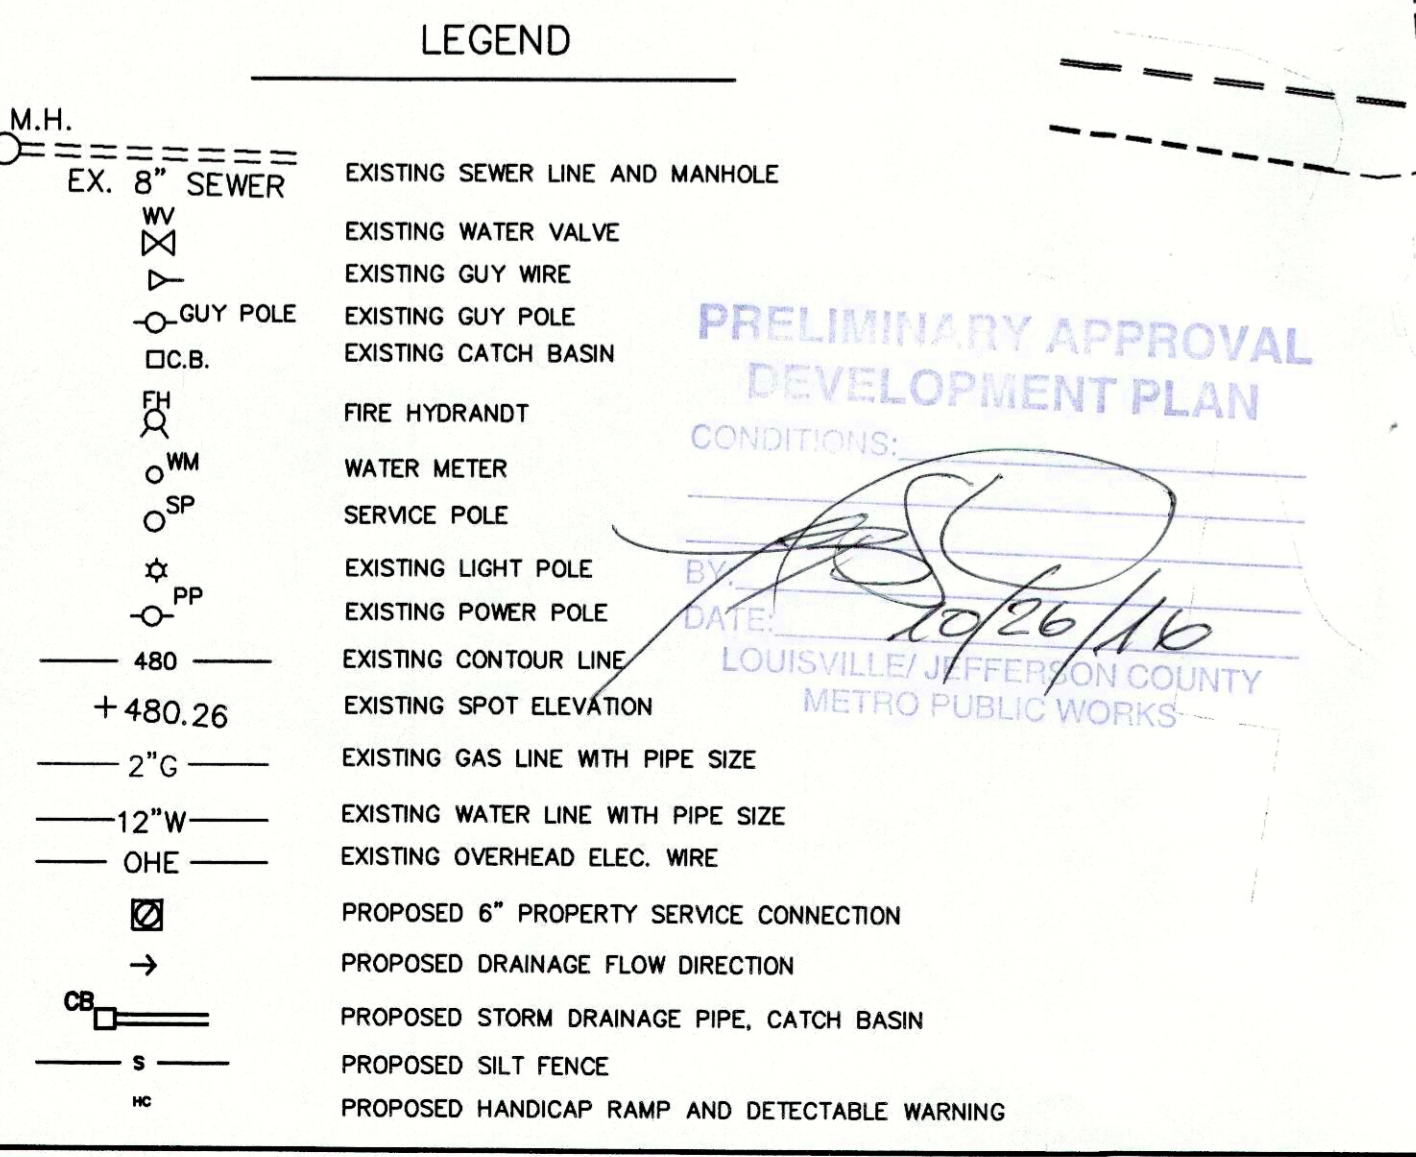 LEGEND
M.H.
EX. 8" SEWER EXISTING SEWER LINE AND MANHOLE
WV EXISTING WATER VALVE
EXISTING GUY WIRE
GUY POLE EXISTING GUY POLE
C.B. EXISTING CATCH BASIN
FH FIRE HYDRANDT
WM WATER METER
SP SERVICE POLE
EXISTING LIGHT POLE
PP EXISTING POWER POLE
480 EXISTING CONTOUR LINE
+480.26 EXISTING SPOT ELEVATION
2"G EXISTING GAS LINE WITH PIPE SIZE
12"W EXISTING WATER LINE WITH PIPE SIZE
OHE EXISTING OVERHEAD ELEC. WIRE
PROPOSED 6" PROPERTY SERVICE CONNECTION
PROPOSED DRAINAGE FLOW DIRECTION
CB PROPOSED STORM DRAINAGE PIPE, CATCH BASIN
S PROPOSED SILT FENCE
HC PROPOSED HANDICAP RAMP AND DETECTABLE WARNING
PRELIMINARY APPROVAL
DEVELOPMENT PLAN
CONDITIONS:
BY:
DATE: 10/26/16
LOUISVILLE/ JEFFERSON COUNTY
METRO PUBLIC WORKS